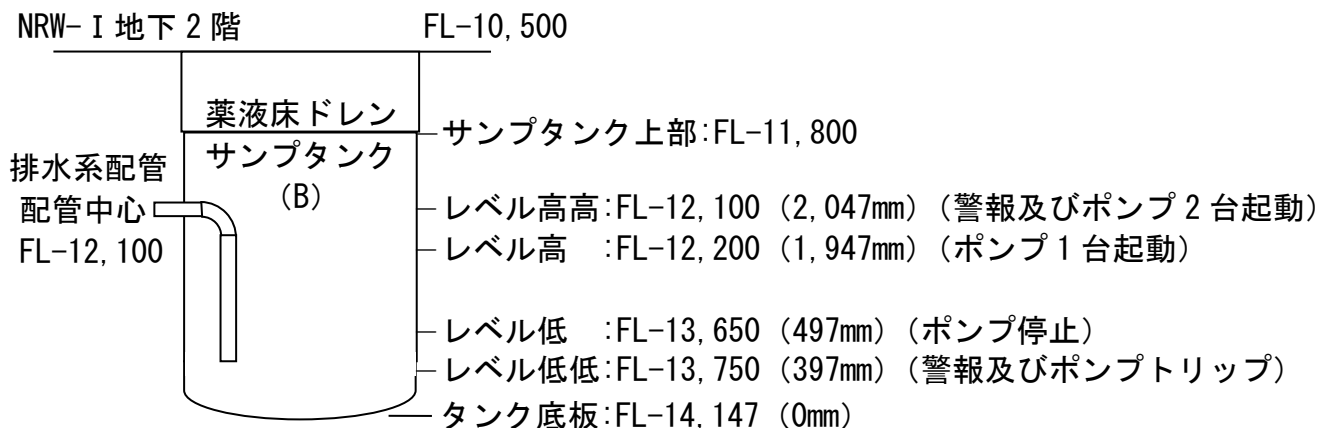 NRW-Ⅰ地下2階 FL-10,500
薬液床ドレン
サンプタンク
(B)
サンプタンク上部:FL-11,800
排水系配管
配管中心
FL-12,100
レベル高高:FL-12,100 (2,047mm) (警報及びポンプ2台起動)
レベル高 :FL-12,200 (1,947mm) (ポンプ1台起動)
レベル低 :FL-13,650 (497mm) (ポンプ停止)
レベル低低:FL-13,750 (397mm) (警報及びポンプトリップ)
タンク底板:FL-14,147 (0mm)